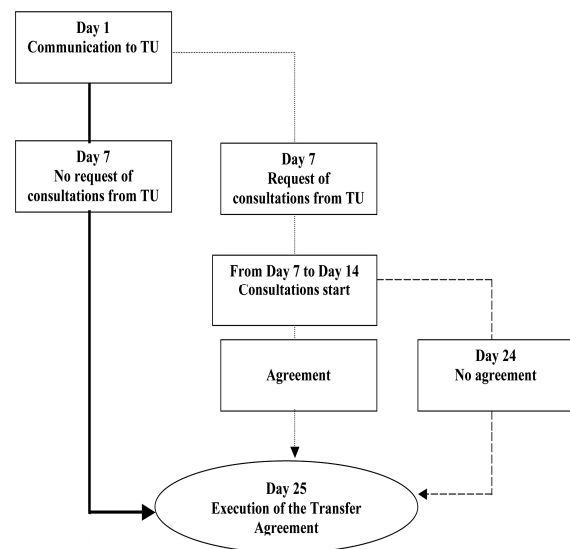 Day 1
Communication to TU
Day 7
No request of
consultations from TU
Day 7
Request of
consultations from TU
From Day 7 to Day 14
Consultations start
Agreement
Day 24
No agreement
Day 25
Execution of the Transfer
Agreement